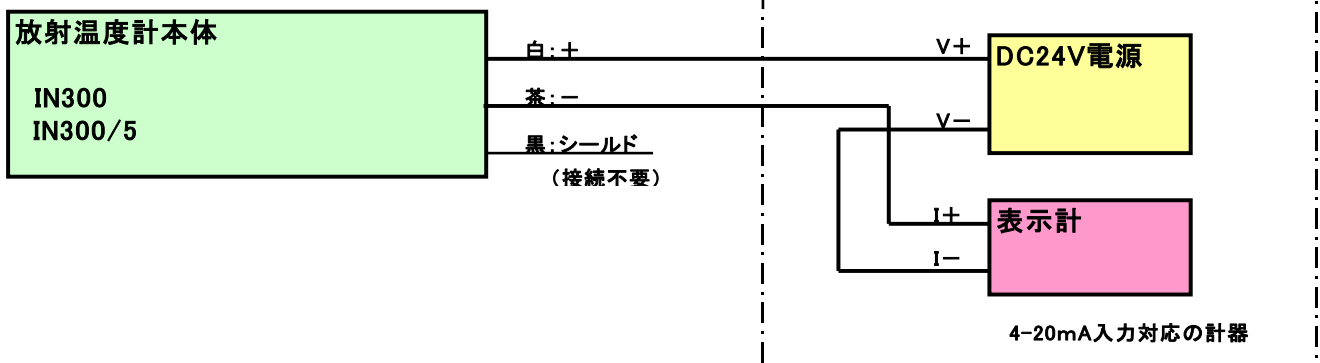 放射温度計本体
IN300
IN300/5
白:+
茶:-
黒:シールド
(接続不要)
V+
DC24V電源
V-
I+
表示計
I-
4-20mA入力対応の計器